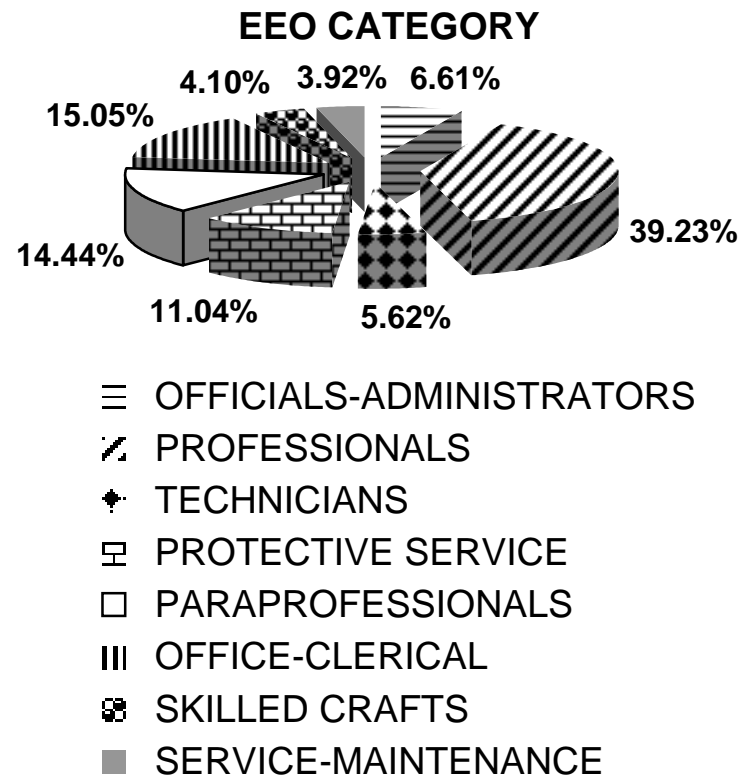 EEO CATEGORY
4.10% 3.92% 6.61%
15.05%
39.23%
14.44%
11.04%
5.62%
OFFICIALS-ADMINISTRATORS
PROFESSIONALS
TECHNICIANS
PROTECTIVE SERVICE
PARAPROFESSIONALS
OFFICE-CLERICAL
SKILLED CRAFTS
SERVICE-MAINTENANCE